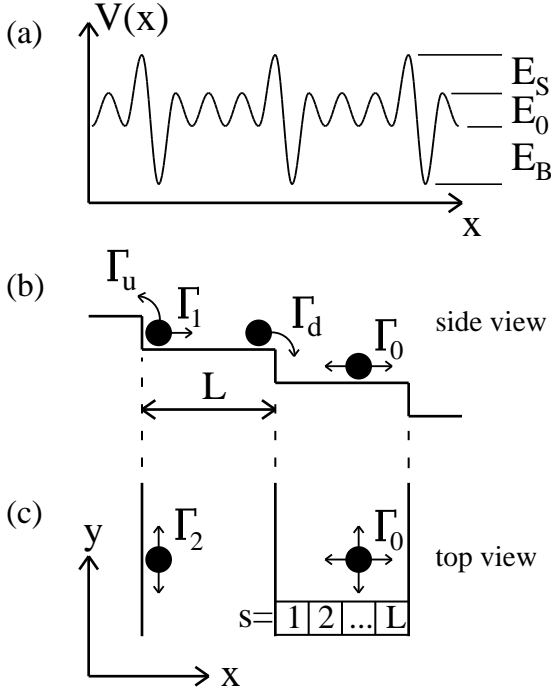 (a)
V(x)
E_S
E_0
E_B
x
(b)
Γ_u
Γ_1
Γ_d
Γ_0
side view
L
(c)
y
Γ_2
Γ_0
top view
s= 1 2 ... L
x